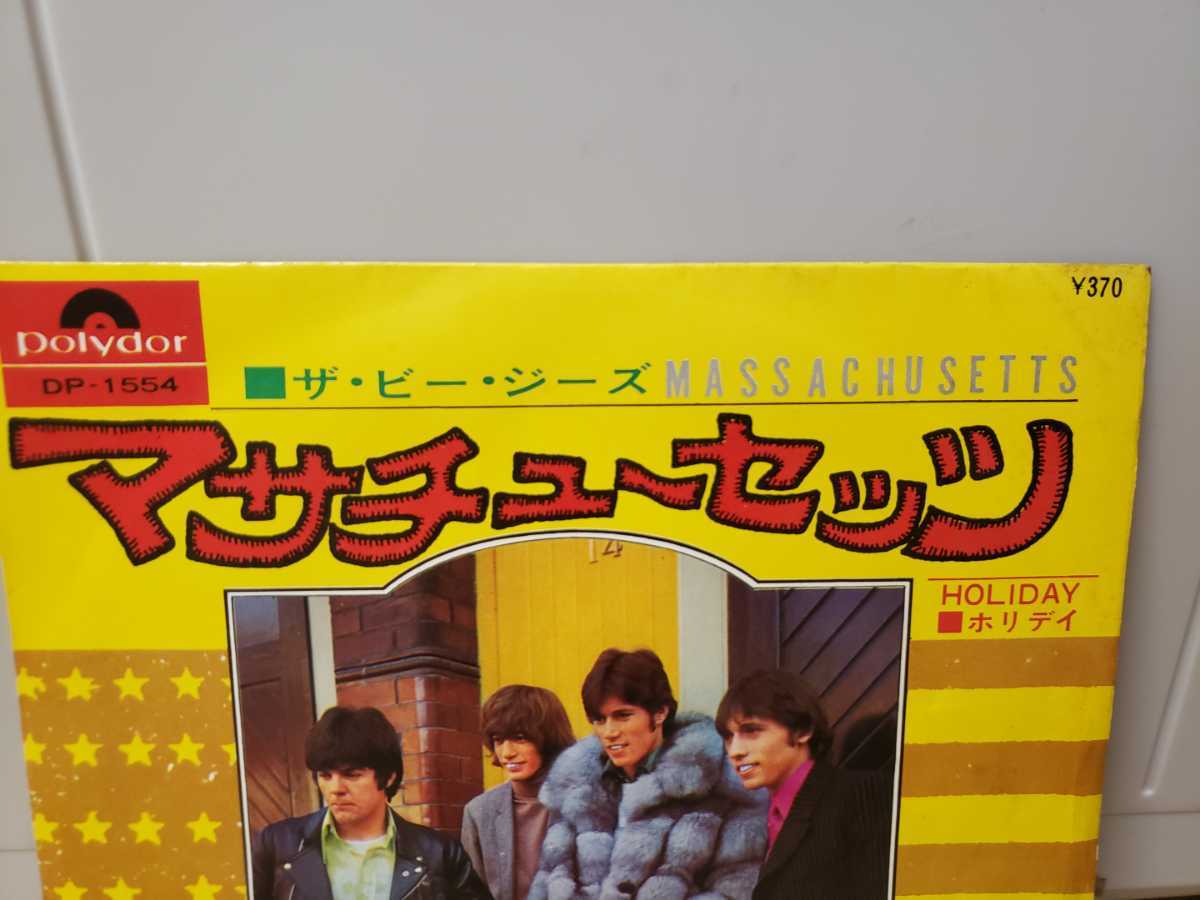 ¥370
polydor
DP-1554
■ザ・ビー・ジーズ MASSACHUSETTS
マサチューセッツ
14
HOLIDAY
■ホリデイ